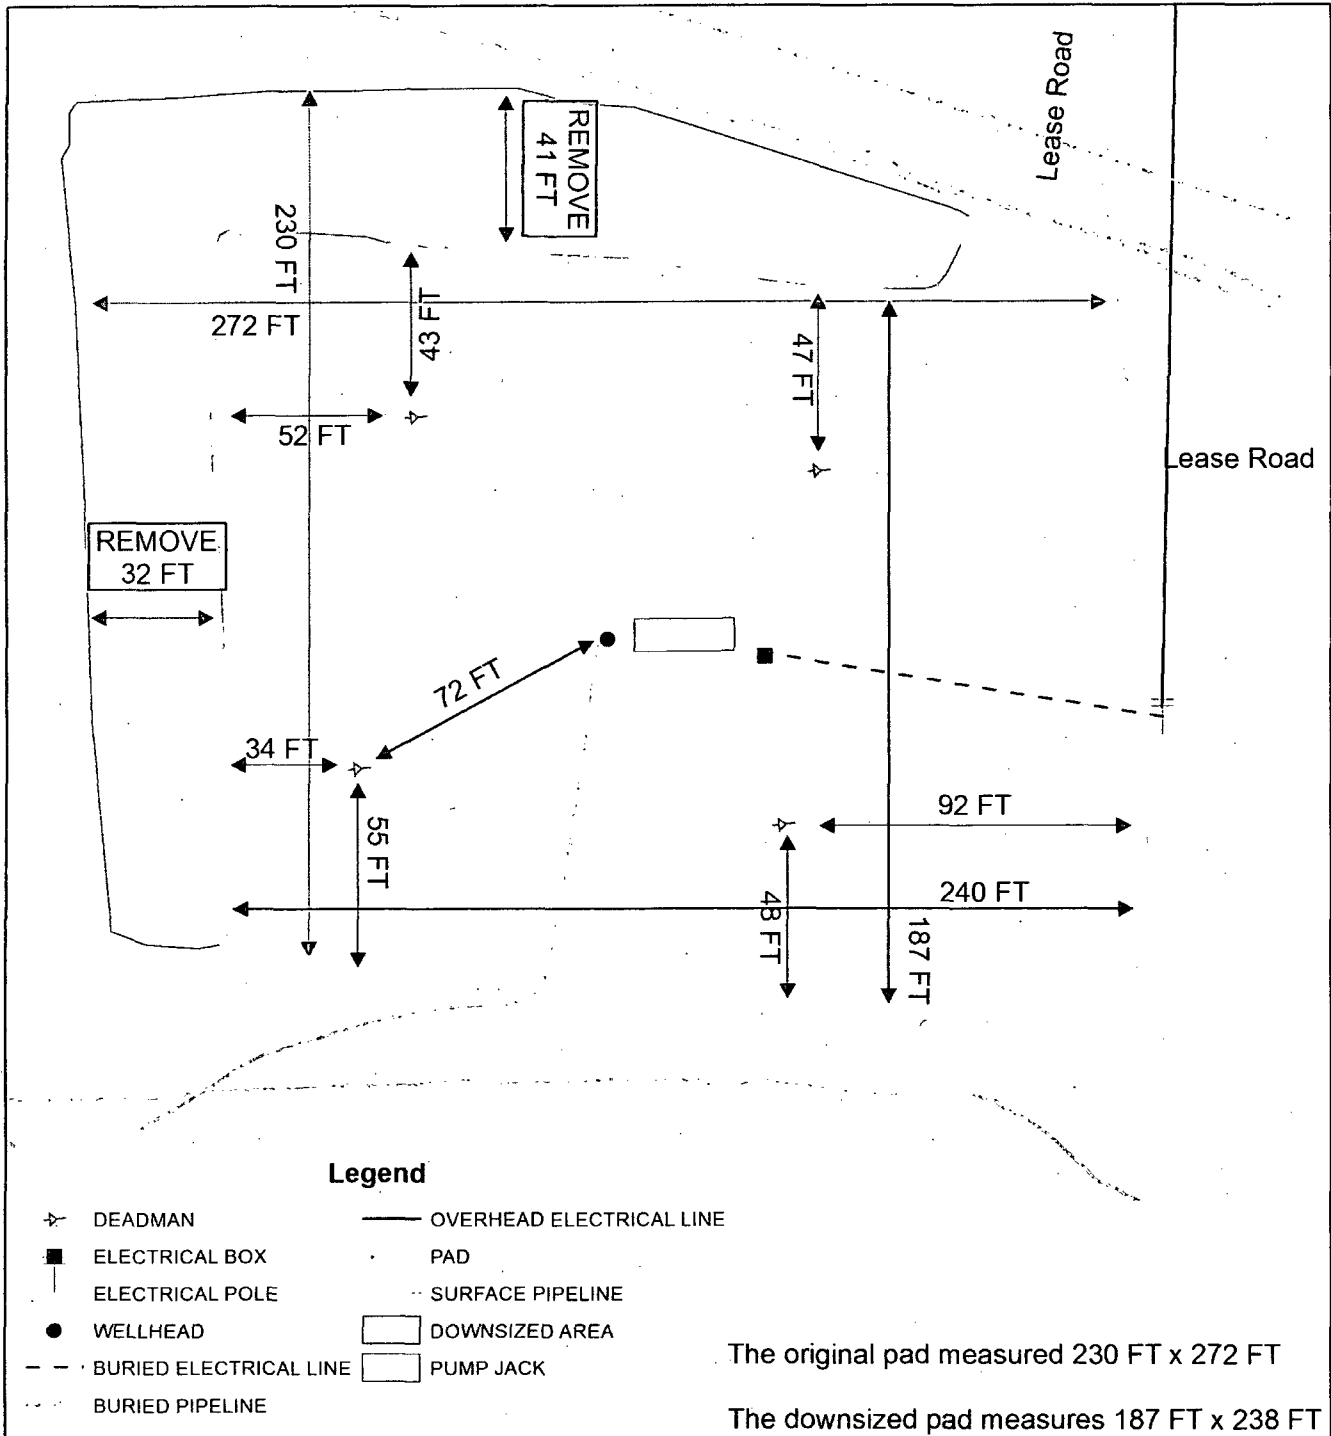 Lease Road
REMOVE
41 FT
230 FT
272 FT
43 FT
47 FT
52 FT
Lease Road
REMOVE
32 FT
72 FT
34 FT
55 FT
92 FT
240 FT
48 FT
187 FT
Legend
DEADMAN
ELECTRICAL BOX
ELECTRICAL POLE
WELLHEAD
BURIED ELECTRICAL LINE
BURIED PIPELINE
OVERHEAD ELECTRICAL LINE
PAD
SURFACE PIPELINE
DOWNSIZED AREA
PUMP JACK
The original pad measured 230 FT x 272 FT
The downsized pad measures 187 FT x 238 FT